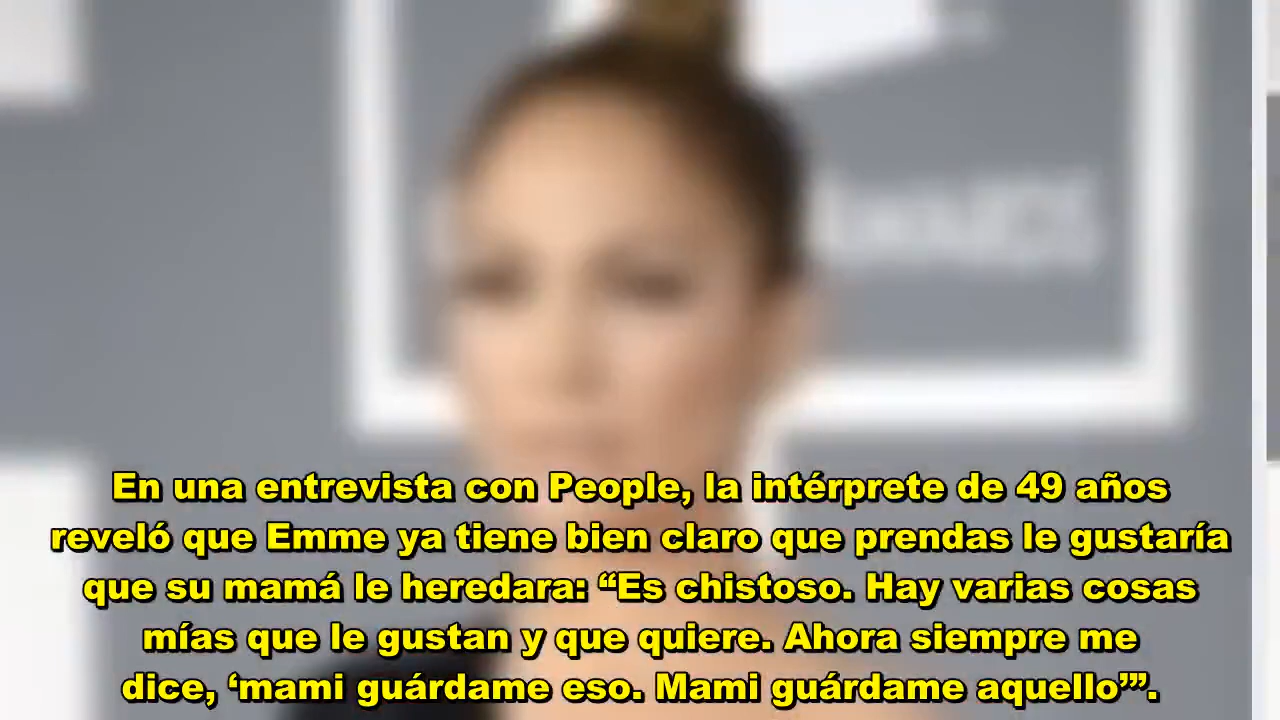 En una entrevista con People, la intérprete de 49 años
reveló que Emme ya tiene bien claro que prendas le gustaría
que su mamá le heredara: “Es chistoso. Hay varias cosas
mías que le gustan y que quiere. Ahora siempre me
dice, ‘mami guárdame eso. Mami guárdame aquello’”.